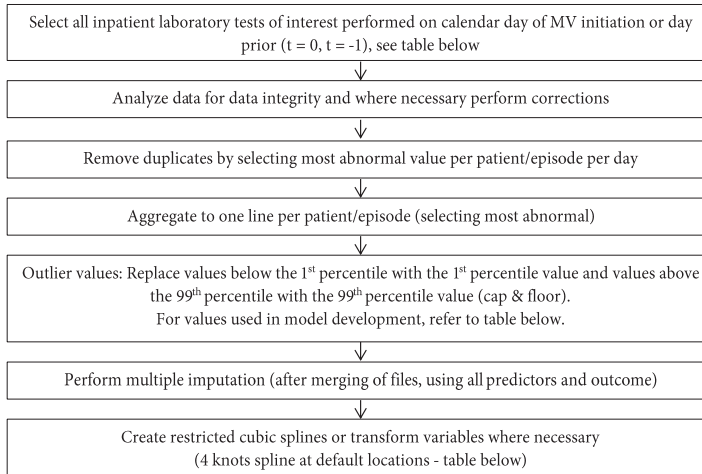 Select all inpatient laboratory tests of interest performed on calendar day of MV initiation or day
prior (t = 0, t = -1), see table below
Analyze data for data integrity and where necessary perform corrections
Remove duplicates by selecting most abnormal value per patient/episode per day
Aggregate to one line per patient/episode (selecting most abnormal)
Outlier values: Replace values below the 1st percentile with the 1st percentile value and values above
the 99th percentile with the 99th percentile value (cap & floor).
For values used in model development, refer to table below.
Perform multiple imputation (after merging of files, using all predictors and outcome)
Create restricted cubic splines or transform variables where necessary
(4 knots spline at default locations - table below)